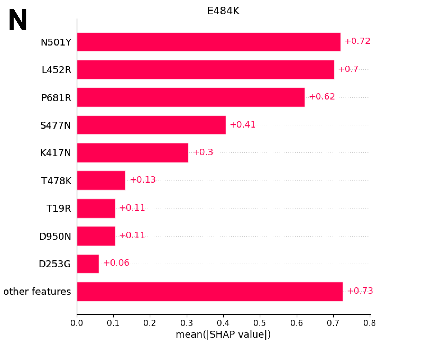 N
E484K
N501Y +0.72
L452R +0.7
P681R +0.62
S477N +0.41
K417N +0.3
T478K +0.13
T19R +0.11
D950N +0.11
D253G +0.06
other features +0.73
0.0 0.1 0.2 0.3 0.4 0.5 0.6 0.7 0.8
mean(|SHAP value|)